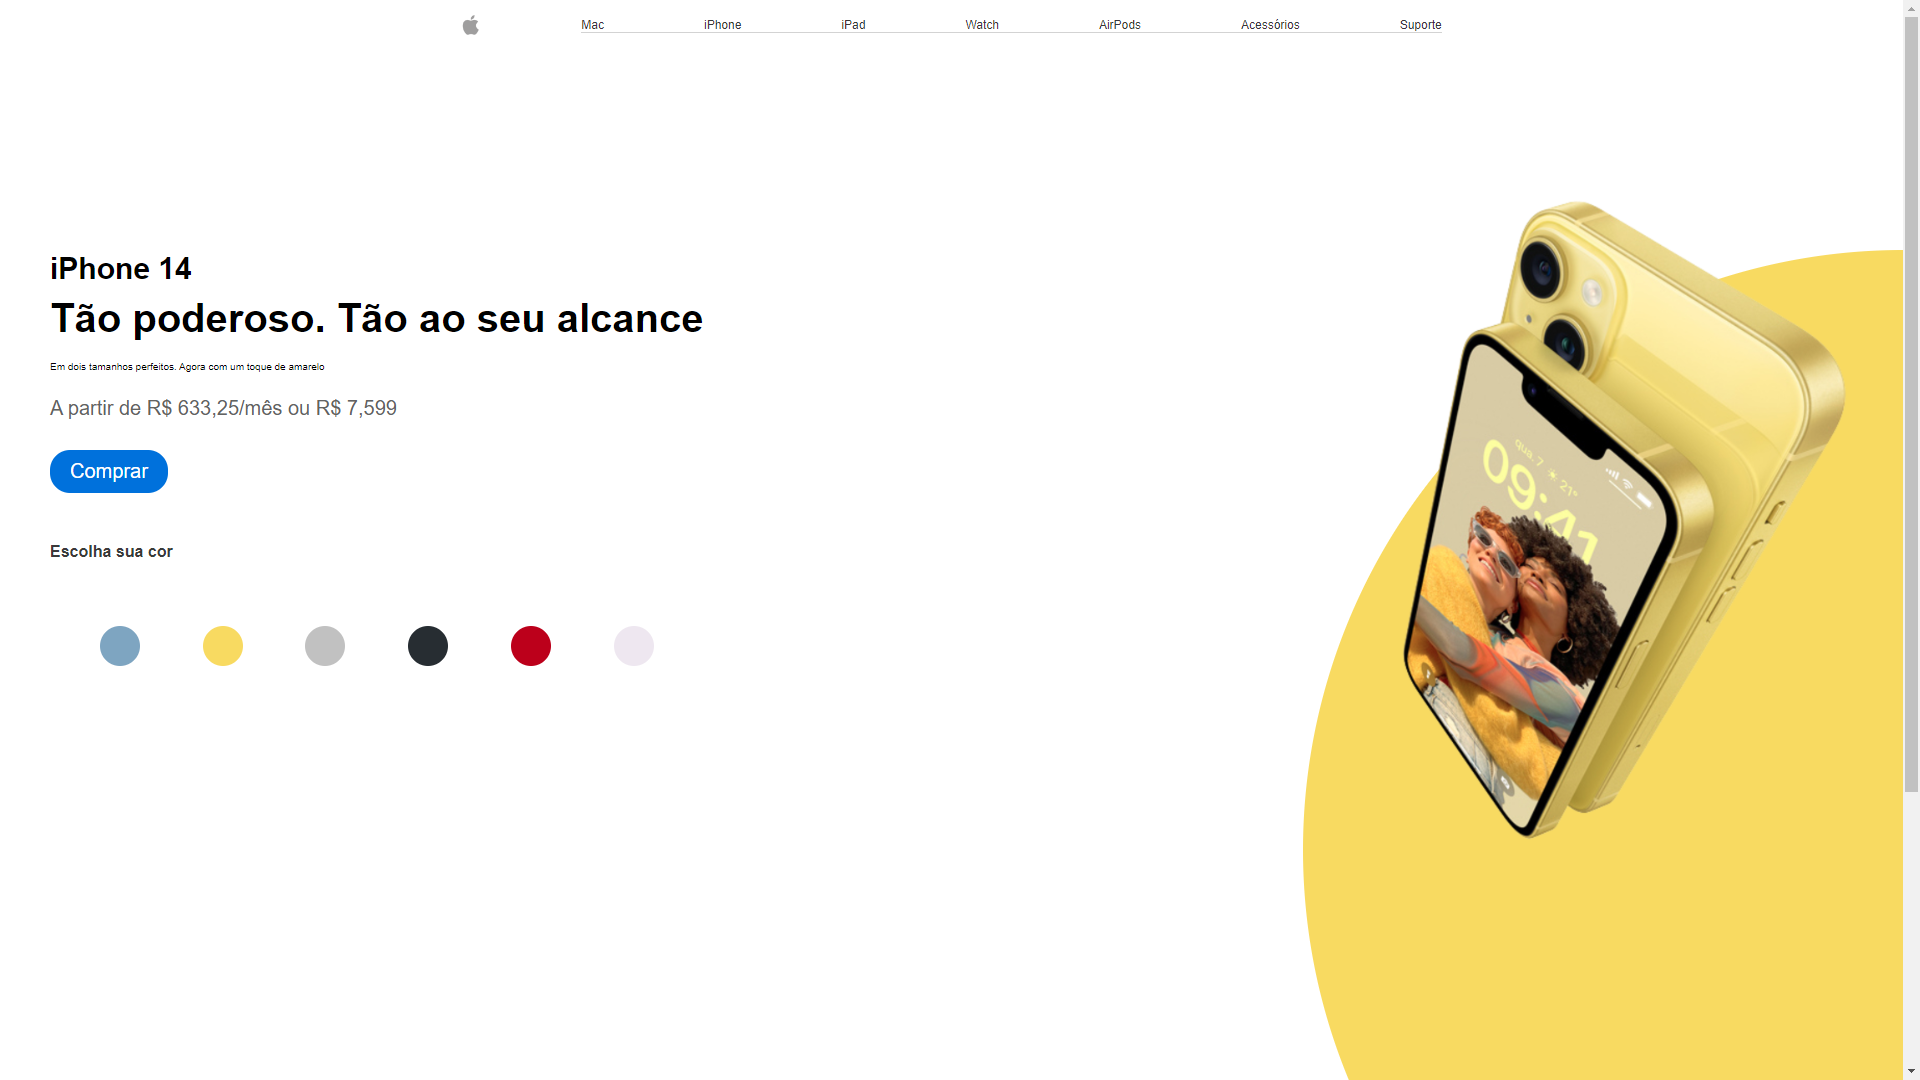 Mac
iPhone
iPad
Watch
AirPods
Acessórios
Suporte
iPhone 14
Tão poderoso. Tão ao seu alcance
Em dois tamanhos perfeitos. Agora com um toque de amarelo
A partir de R$ 633,25/mês ou R$ 7,599
Comprar
Escolha sua cor
qua. 7 21°
09:41